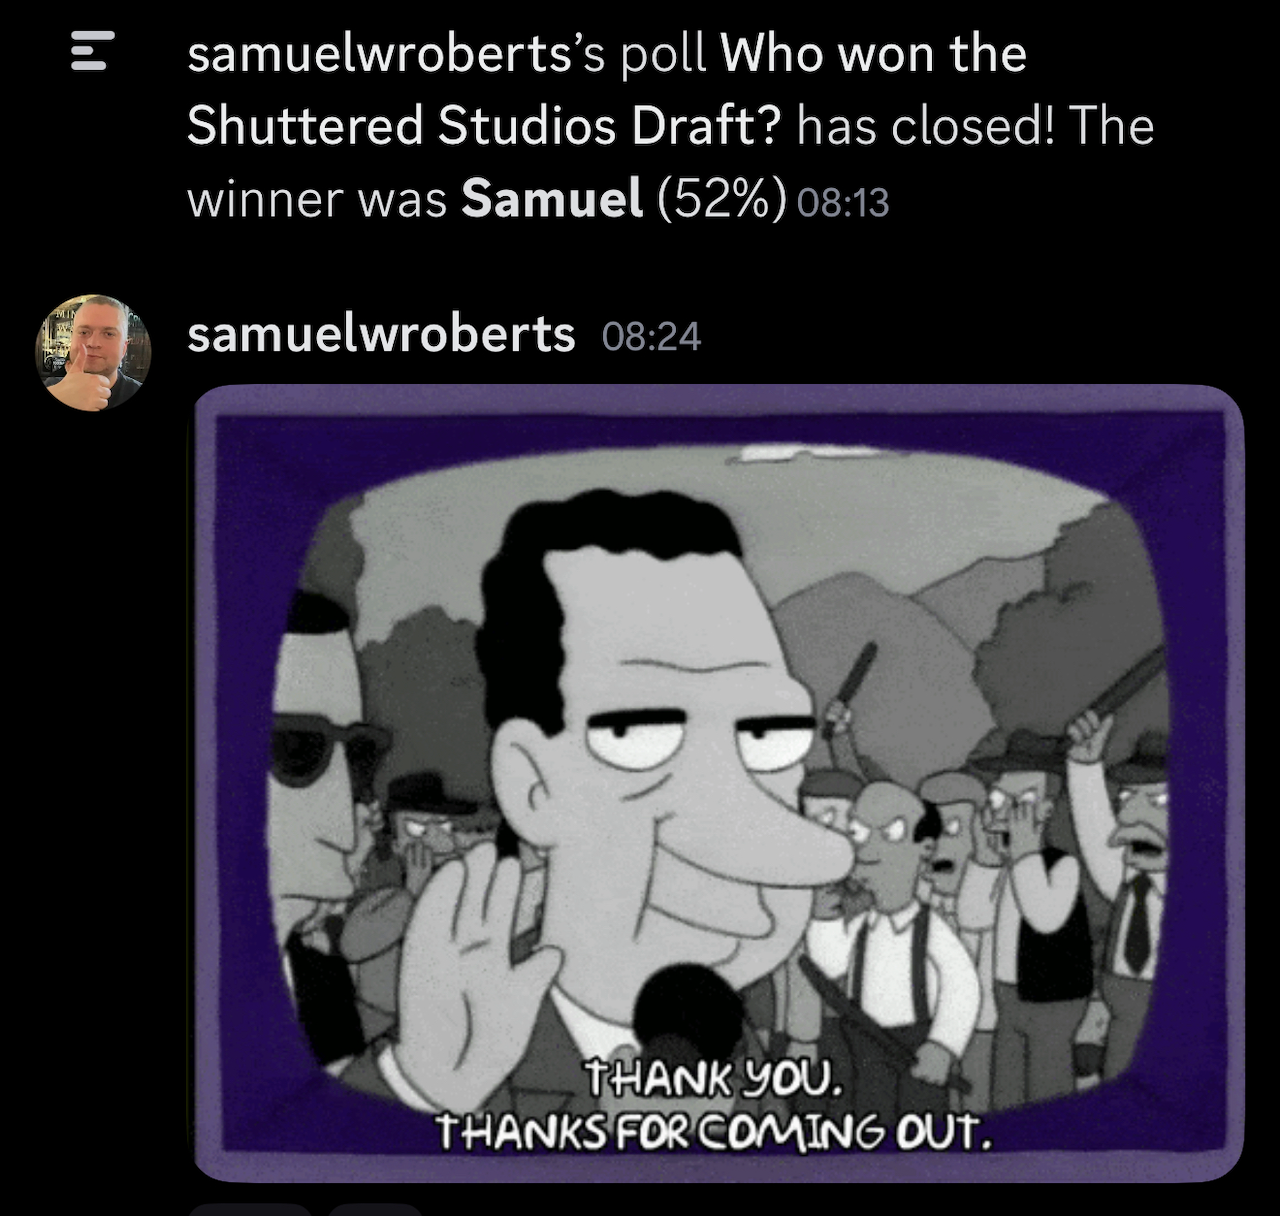 samuelwroberts’s poll Who won the
Shuttered Studios Draft? has closed! The
winner was Samuel (52%) 08:13
samuelwroberts 08:24
THANK YOU.
THANKS FOR COMING OUT.